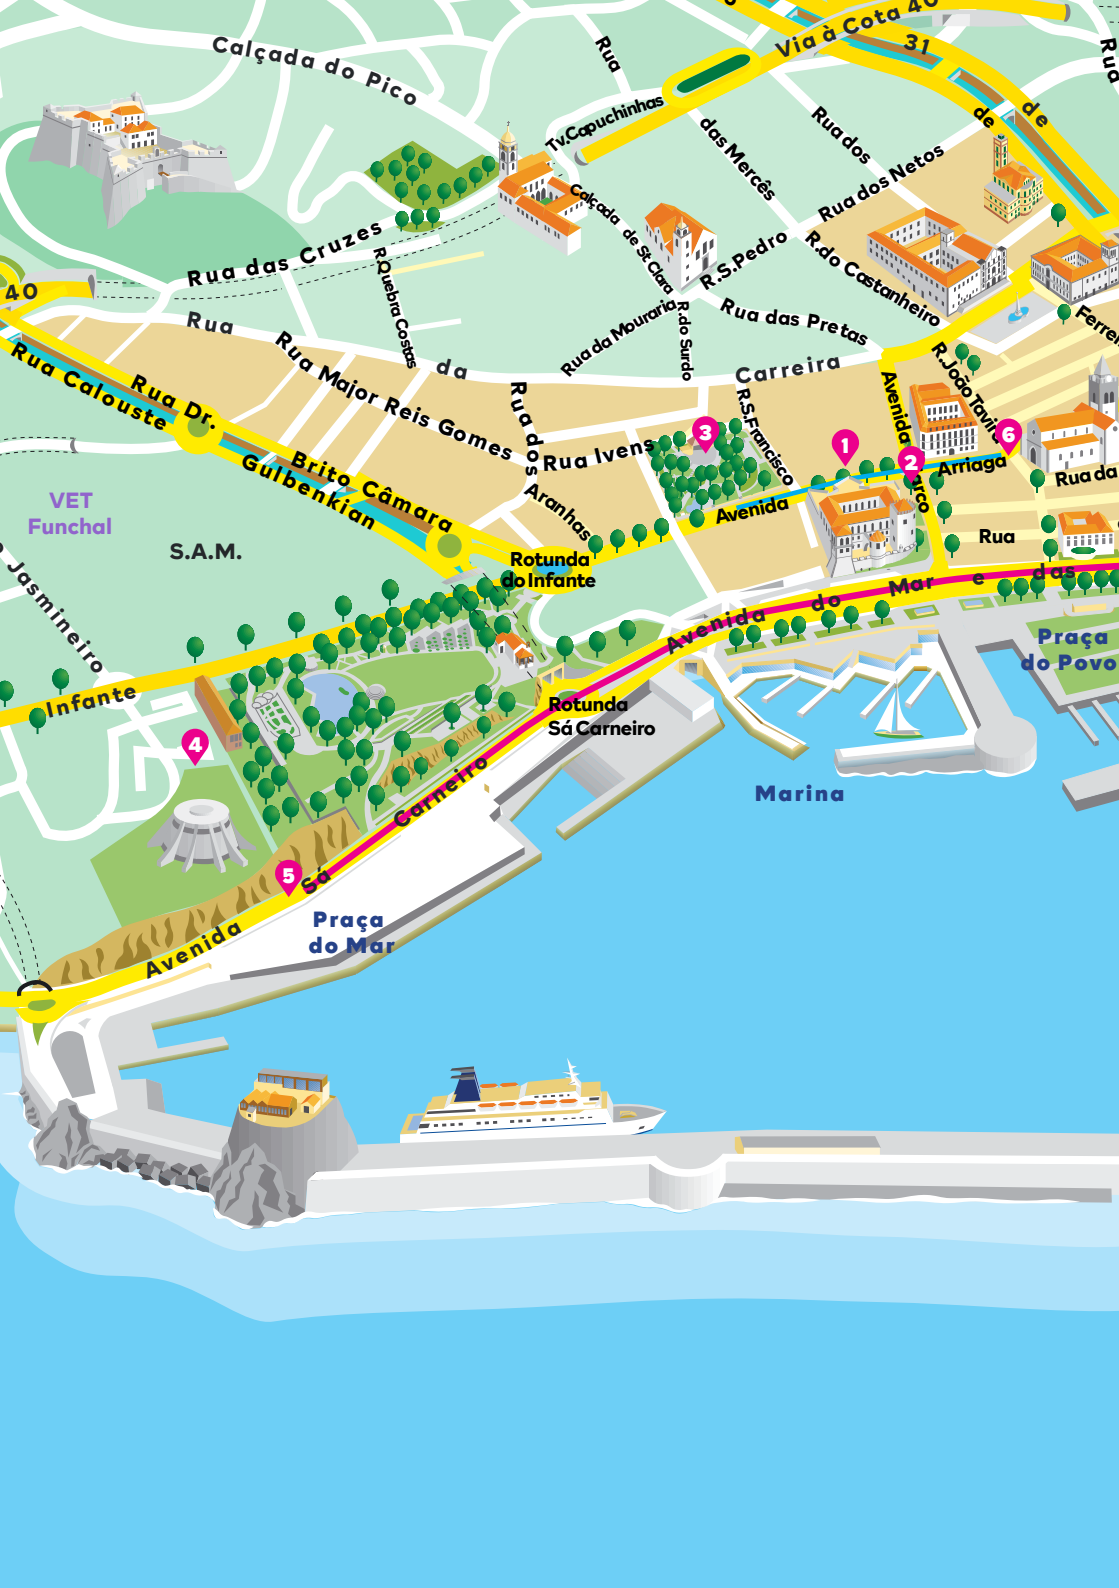 Via à Cota 40
31
de
de
Rua
Calçada do Pico
Rua
Tv. Capuchinhas
das Mercês
Rua dos
Rua dos Netos
Calçada
de St. Clara
R.S.Pedro
R.do Castanheiro
Rua das Cruzes
R.Quebra Costas
40
Rua
da
Carreira
Rua da Mouraria
R.do Surdo
Rua das Pretas
Ferrei
Rua Calouste
Gulbenkian
Rua Dr.
Brito Câmara
Rua Major Reis Gomes
Rua dos
Aranhas
Rua Ivens
R.S.Francisco
Avenida
R.João Tavira
3
1
2
6
Avenida
Arriaga
Rua da
Rua
VET
Funchal
S.A.M.
Jasmineiro
Rotunda
do Infante
Avenida do Mar e das
Praça
do Povo
Infante
Rotunda
Sá Carneiro
4
Marina
5
Avenida
Sá
Carneiro
Praça
do Mar